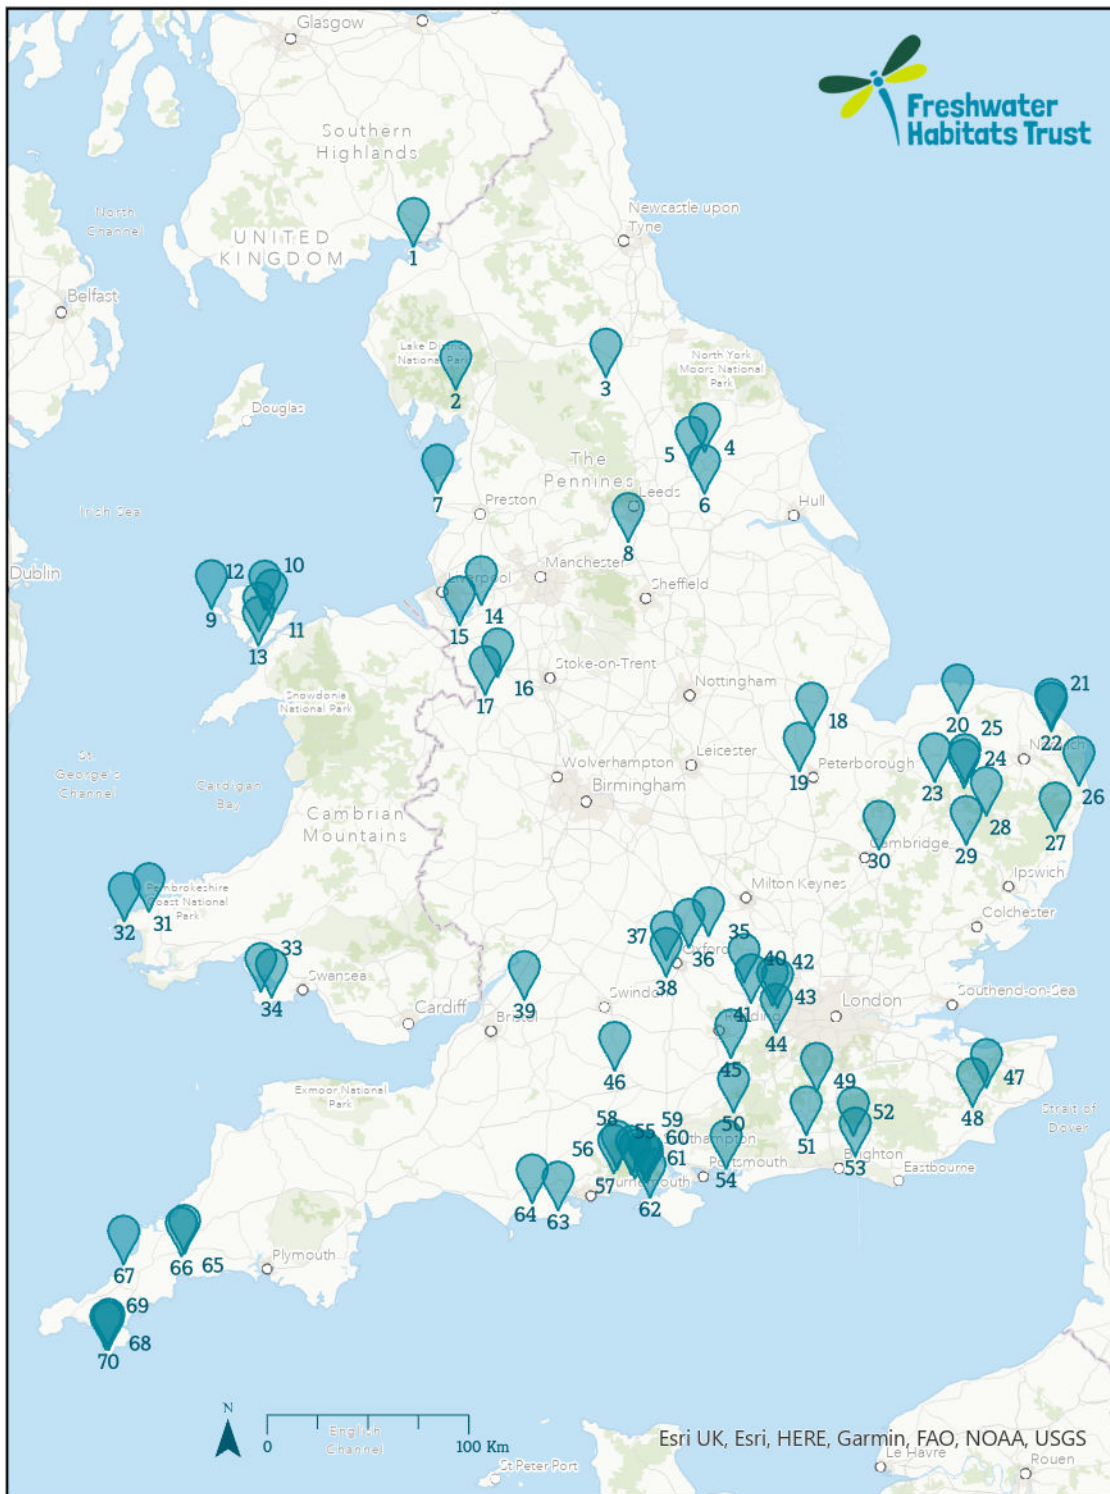 Glasgow
Southern
Highlands
Freshwater
Habitats Trust
North
Channel
Newcastle upon
Tyne
UNITED
KINGDOM
1
Belfast
Lake District
National Park
North York
Moors National
Park
2
3
Douglas
5
4
The
Pennines
6
7
Preston
Leeds
Hull
Irish Sea
8
Dublin
12
10
Manchester
Liverpool
Sheffield
9
11
14
15
13
Stoke-on-Trent
16
17
Snowdonia
National Park
Nottingham
21
20
18
25
22
St.
George's
Channel
Leicester
24
Wolverhampton
Peterborough
19
23
Cardigan
Bay
Birmingham
26
Cambrian
Mountains
28
27
Cambridge
30
29
Pembrokeshire
Coast National
Park
Ipswich
Milton Keynes
31
32
Colchester
37
35
33
Oxford
36
40
42
38
Swansea
34
39
Swindon
43
London
Southend-on-Sea
41
Cardiff
Bristol
44
45
46
49
47
48
Exmoor National
Park
50
51
52
Strait of
Dover
58
59
55
56
60
53
Brighton
61
Portsmouth
54
Eastbourne
57
62
64
63
Plymouth
67
66
65
69
68
70
N
0
100 Km
English
Channel
Esri UK, Esri, HERE, Garmin, FAO, NOAA, USGS
Le Havre
St Peter Port
Rouen